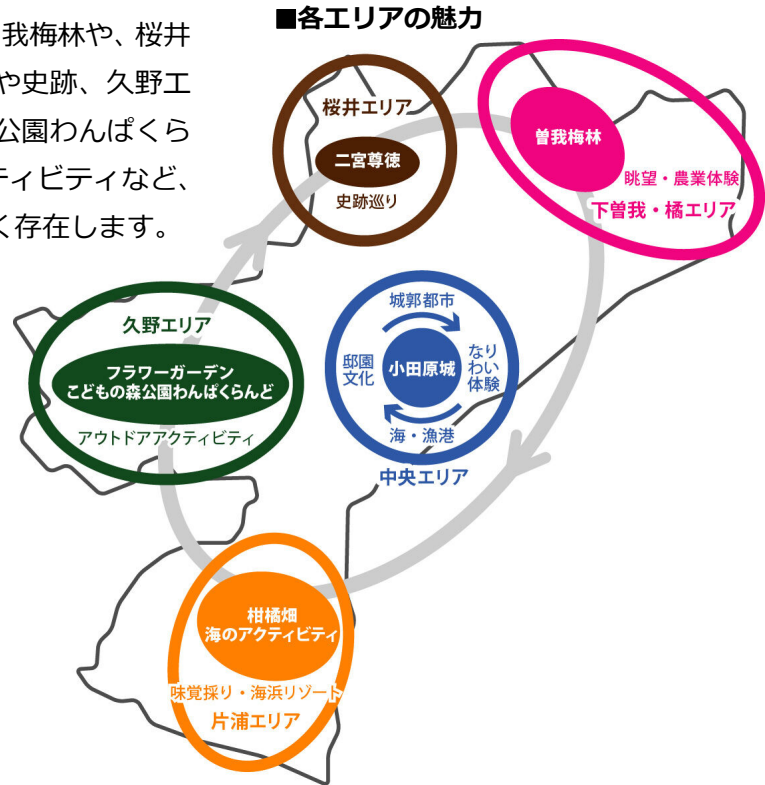 我梅林や、桜井
や史跡、久野エ
公園わんぱくら
ティビティなど、
く存在します。
■各エリアの魅力
桜井エリア
二宮尊徳
史跡巡り
曽我梅林
眺望・農業体験
下曽我・橘エリア
久野エリア
フラワーガーデン
こどもの森公園わんぱくらんど
アウトドアアクティビティ
城郭都市
邸園
文化
小田原城
なり
わい
体験
海・漁港
中央エリア
柑橘畑
海のアクティビティ
味覚採り・海浜リゾート
片浦エリア